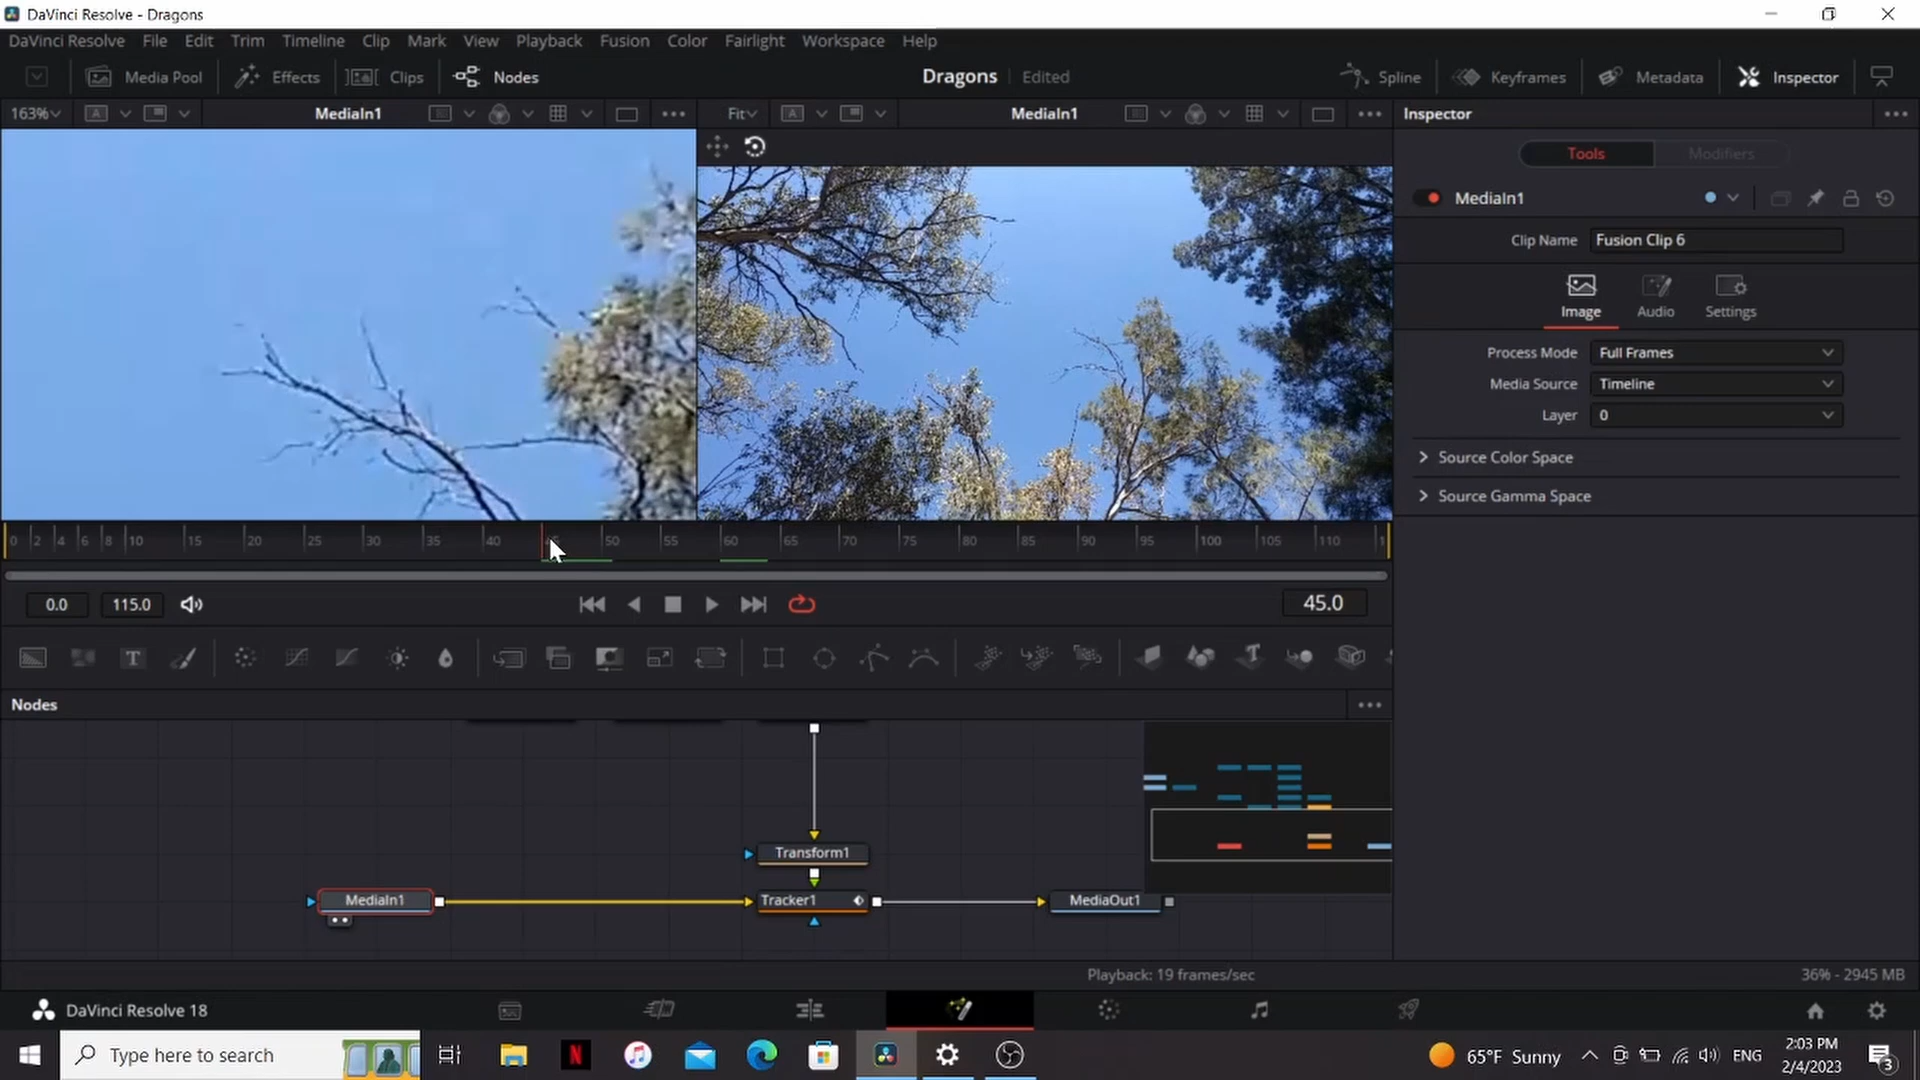 DaVinci Resolve - Dragons
DaVinci Resolve File Edit Trim Timeline Clip Mark View Playback Fusion Color Fairlight Workspace Help
Media Pool Effects Clips Nodes Dragons Edited Spline Keyframes Metadata Inspector
163% MediaIn1 Fit MediaIn1 Inspector
Tools Modifiers
MediaIn1
Clip Name Fusion Clip 6
Image Audio Settings
Process Mode Full Frames
Media Source Timeline
Layer 0
Source Color Space
Source Gamma Space
0 2 4 6 8 10 15 20 25 30 35 40 50 55 60 65 70 75 80 85 90 95 100 105 110
0.0 115.0 45.0
Nodes
Transform1
MediaIn1 Tracker1 MediaOut1
Playback: 19 frames/sec 36% - 2945 MB
DaVinci Resolve 18
Type here to search 65°F Sunny ENG 2:03 PM
2/4/2023 3